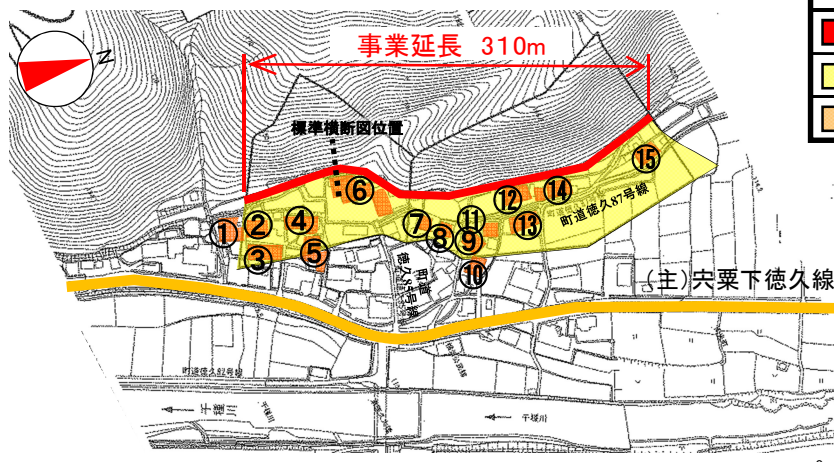 事業延長 310m
N
標準横断図位置
⑮
⑥
⑫
⑭
町道徳久87号線
①
②
④
⑦
⑪
⑬
⑧
⑨
③
⑤
⑩
町道
徳久85号線
(主)宍粟下徳久線
町道徳久82号線
千種川
千種川